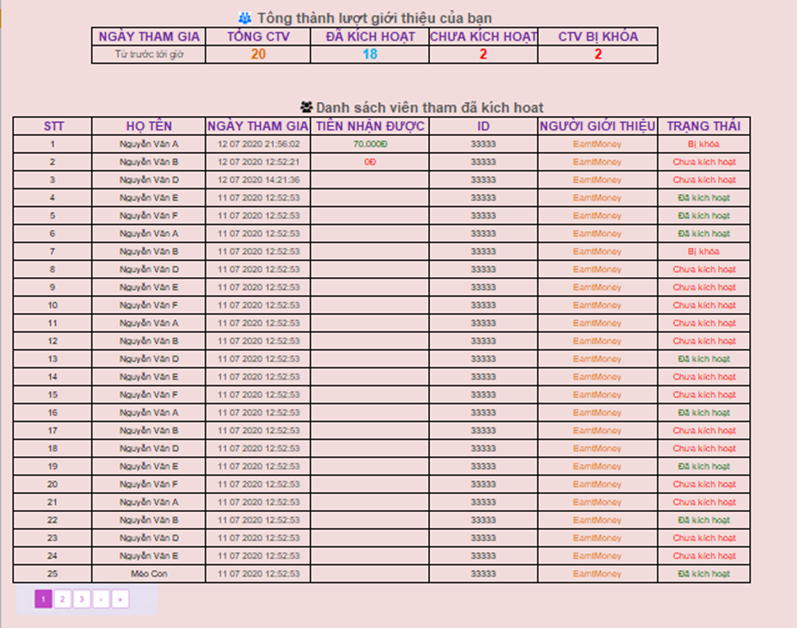 Tổng thành lượt giới thiệu của bạn
NGÀY THAM GIA TỔNG CTV ĐÃ KÍCH HOẠT CHƯA KÍCH HOẠT CTV BỊ KHÓA
Từ trước tới giờ 20 18 2 2
Danh sách viên tham đã kích hoạt
STT HỌ TÊN NGÀY THAM GIA TIỀN NHẬN ĐƯỢC ID NGƯỜI GIỚI THIỆU TRẠNG THÁI
1 Nguyễn Văn A 12 07 2020 21:56:02 70.000Đ 33333 EarntMoney Bị khóa
2 Nguyễn Văn B 12 07 2020 12:52:21 0Đ 33333 EarntMoney Chưa kích hoạt
3 Nguyễn Văn D 12 07 2020 14:21:36 33333 EarntMoney Chưa kích hoạt
4 Nguyễn Văn E 11 07 2020 12:52:53 33333 EarntMoney Đã kích hoạt
5 Nguyễn Văn F 11 07 2020 12:52:53 33333 EarntMoney Đã kích hoạt
6 Nguyễn Văn A 11 07 2020 12:52:53 33333 EarntMoney Đã kích hoạt
7 Nguyễn Văn B 11 07 2020 12:52:53 33333 EarntMoney Bị khóa
8 Nguyễn Văn D 11 07 2020 12:52:53 33333 EarntMoney Chưa kích hoạt
9 Nguyễn Văn E 11 07 2020 12:52:53 33333 EarntMoney Chưa kích hoạt
10 Nguyễn Văn F 11 07 2020 12:52:53 33333 EarntMoney Chưa kích hoạt
11 Nguyễn Văn A 11 07 2020 12:52:53 33333 EarntMoney Chưa kích hoạt
12 Nguyễn Văn B 11 07 2020 12:52:53 33333 EarntMoney Chưa kích hoạt
13 Nguyễn Văn D 11 07 2020 12:52:53 33333 EarntMoney Đã kích hoạt
14 Nguyễn Văn E 11 07 2020 12:52:53 33333 EarntMoney Chưa kích hoạt
15 Nguyễn Văn F 11 07 2020 12:52:53 33333 EarntMoney Chưa kích hoạt
16 Nguyễn Văn A 11 07 2020 12:52:53 33333 EarntMoney Đã kích hoạt
17 Nguyễn Văn B 11 07 2020 12:52:53 33333 EarntMoney Chưa kích hoạt
18 Nguyễn Văn D 11 07 2020 12:52:53 33333 EarntMoney Chưa kích hoạt
19 Nguyễn Văn E 11 07 2020 12:52:53 33333 EarntMoney Đã kích hoạt
20 Nguyễn Văn F 11 07 2020 12:52:53 33333 EarntMoney Chưa kích hoạt
21 Nguyễn Văn A 11 07 2020 12:52:53 33333 EarntMoney Chưa kích hoạt
22 Nguyễn Văn B 11 07 2020 12:52:53 33333 EarntMoney Đã kích hoạt
23 Nguyễn Văn D 11 07 2020 12:52:53 33333 EarntMoney Chưa kích hoạt
24 Nguyễn Văn E 11 07 2020 12:52:53 33333 EarntMoney Chưa kích hoạt
25 Mèo Con 11 07 2020 12:52:53 33333 EarntMoney Đã kích hoạt
1 2 3 › »